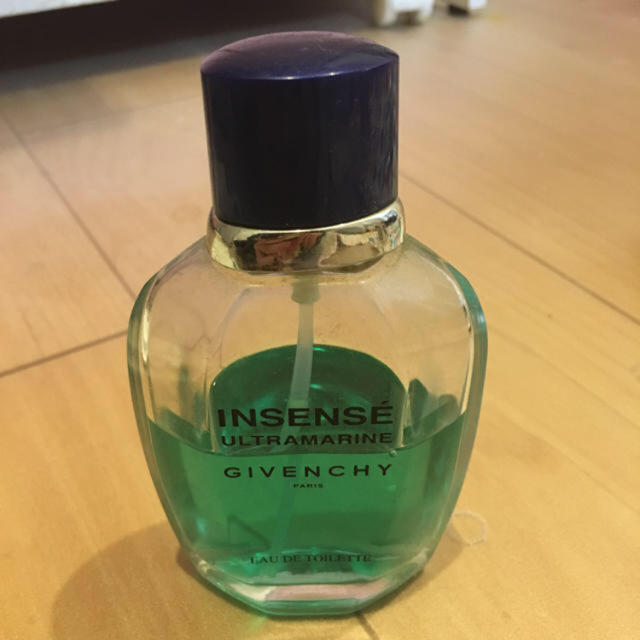 INSENSÉ
ULTRAMARINE
GIVENCHY
PARIS
EAU DE TOILETTE